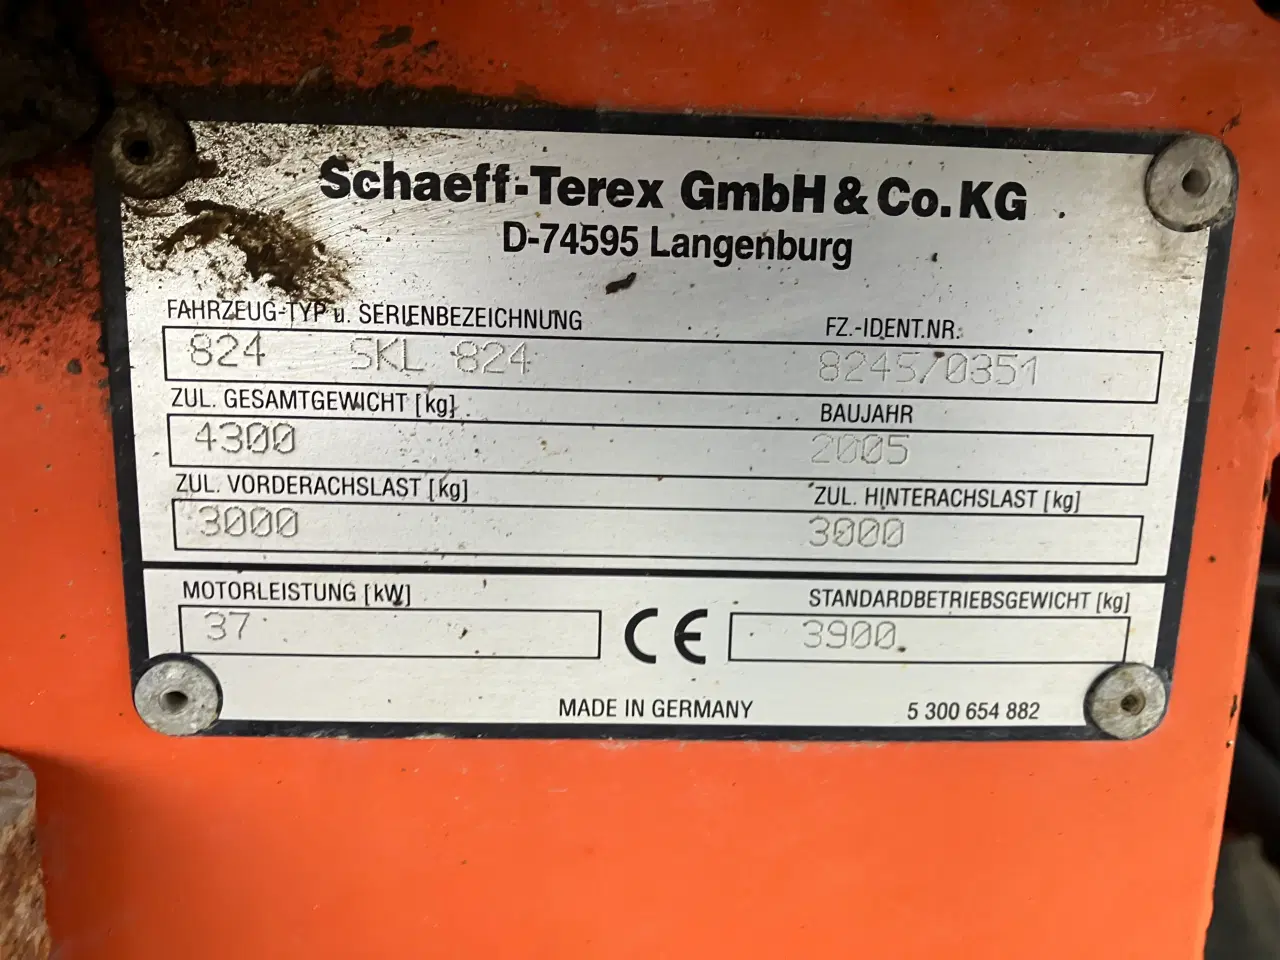 Schaeff-Terex GmbH & Co. KG
D-74595 Langenburg
FAHRZEUG-TYP u. SERIENBEZEICHNUNG FZ.-IDENT.NR.
824 SKL 824 824S/0351
ZUL. GESAMTGEWICHT [kg] BAUJAHR
4300 2005
ZUL. VORDERACHSLAST [kg] ZUL. HINTERACHSLAST [kg]
3000 3000
MOTORLEISTUNG [kW] STANDARDBETRIEBSGEWICHT [kg]
37 CE 3900
MADE IN GERMANY 5 300 654 882